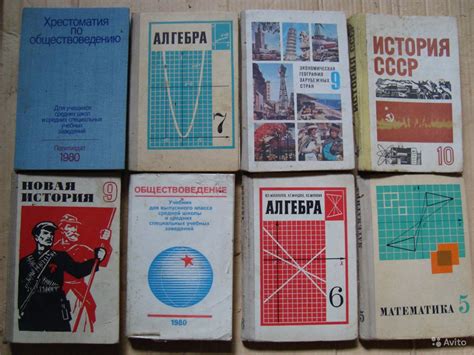 Хрестоматия
по
обществоведению
Для учащихся
средних школ
и средних специальных
учебных
заведений
Политиздат
1980
АЛГЕБРА
7
ЭКОНОМИЧЕСКАЯ
ГЕОГРАФИЯ
ЗАРУБЕЖНЫХ
СТРАН
9
ИСТОРИЯ
СССР
10
НОВАЯ
ИСТОРИЯ
9
ОБЩЕСТВОВЕДЕНИЕ
Учебник
для выпускного класса
средней школы
и средних
специальных учебных
заведений
1980
АЛГЕБРА
6
МАТЕМАТИКА 5
Avito